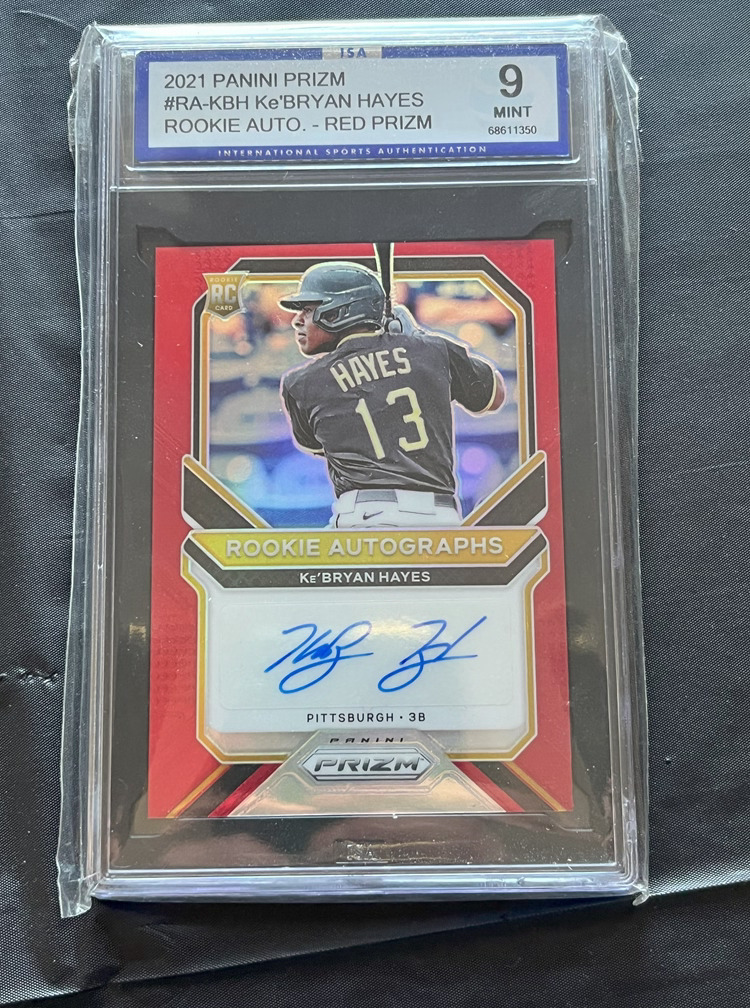 ISA
2021 PANINI PRIZM
#RA-KBH Ke'BRYAN HAYES
ROOKIE AUTO. - RED PRIZM
9
MINT
68611350
INTERNATIONAL SPORTS AUTHENTICATION
ROOKIE
RC
CARD
HAYES
13
ROOKIE AUTOGRAPHS
KE'BRYAN HAYES
PITTSBURGH · 3B
PANINI
PRIZM
ISA